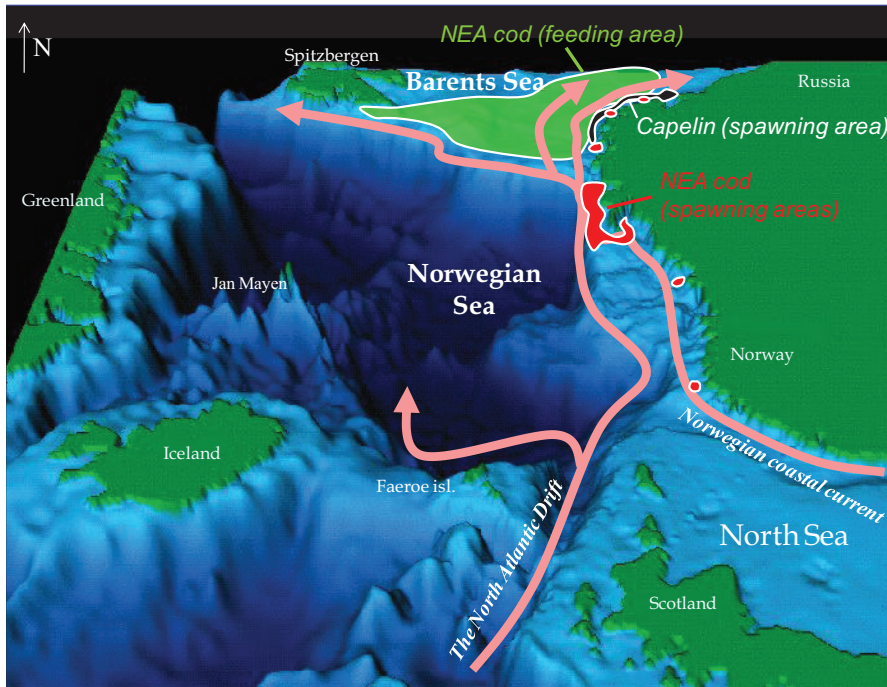 N
NEA cod (feeding area)
Spitzbergen
Barents Sea
Russia
Capelin (spawning area)
Greenland
NEA cod
(spawning areas)
Jan Mayen
Norwegian
Sea
Norway
Iceland
Faeroe isl.
Norwegian coastal current
The North Atlantic Drift
North Sea
Scotland